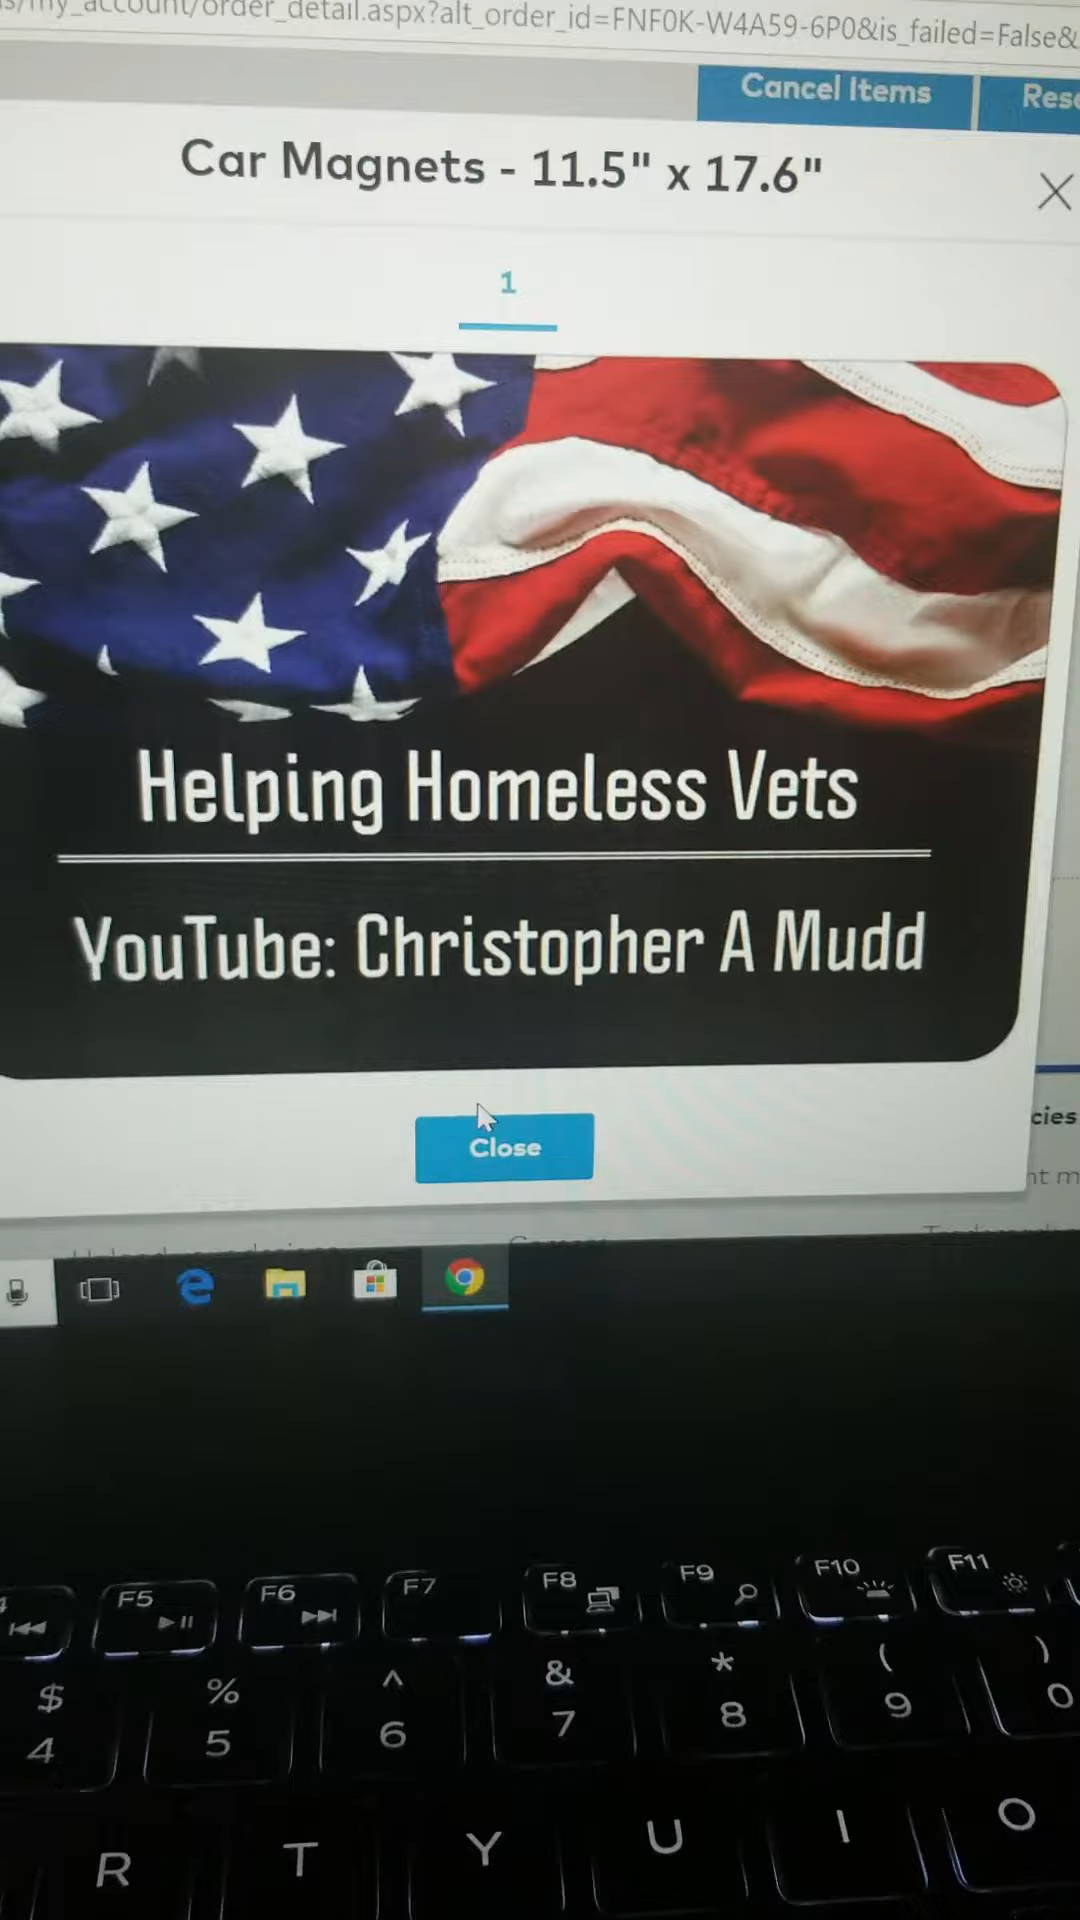 s/my_account/order_detail.aspx?alt_order_id=FNF0K-W4A59-6P0&is_failed=False&
Cancel Items
Car Magnets - 11.5" x 17.6"
1
Helping Homeless Vets
YouTube: Christopher A Mudd
Close
cies
nt m
F5 F6 F7 F8 F9 F10 F11
$ % ^ & * ( )
4 5 6 7 8 9 0
R T Y U I O